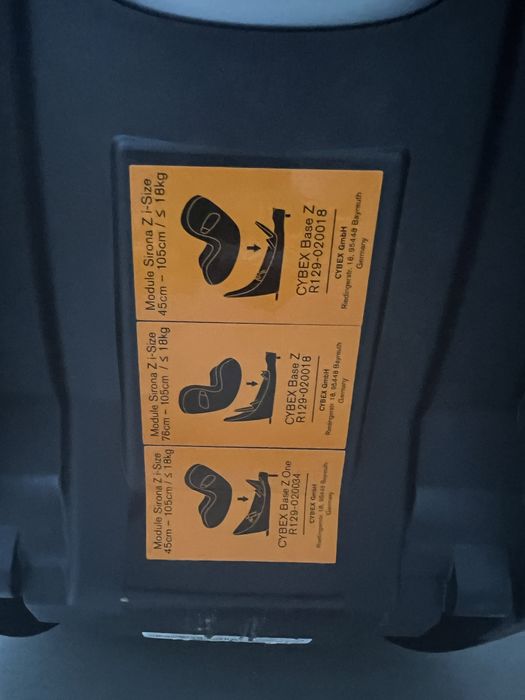 Module Sirona Z i-Size
45cm – 105cm / ≤ 18kg
CYBEX Base Z
R129-020018
CYBEX GmbH
Riedingerstr. 18, 95448 Bayreuth
Germany
Module Sirona Z i-Size
76cm – 105cm / ≤ 18kg
CYBEX Base Z
R129-020018
CYBEX GmbH
Riedingerstr. 18, 95448 Bayreuth
Germany
Module Sirona Z i-Size
45cm – 105cm / ≤ 18kg
CYBEX Base Z One
R129-020034
CYBEX GmbH
Riedingerstr. 18, 95448 Bayreuth
Germany